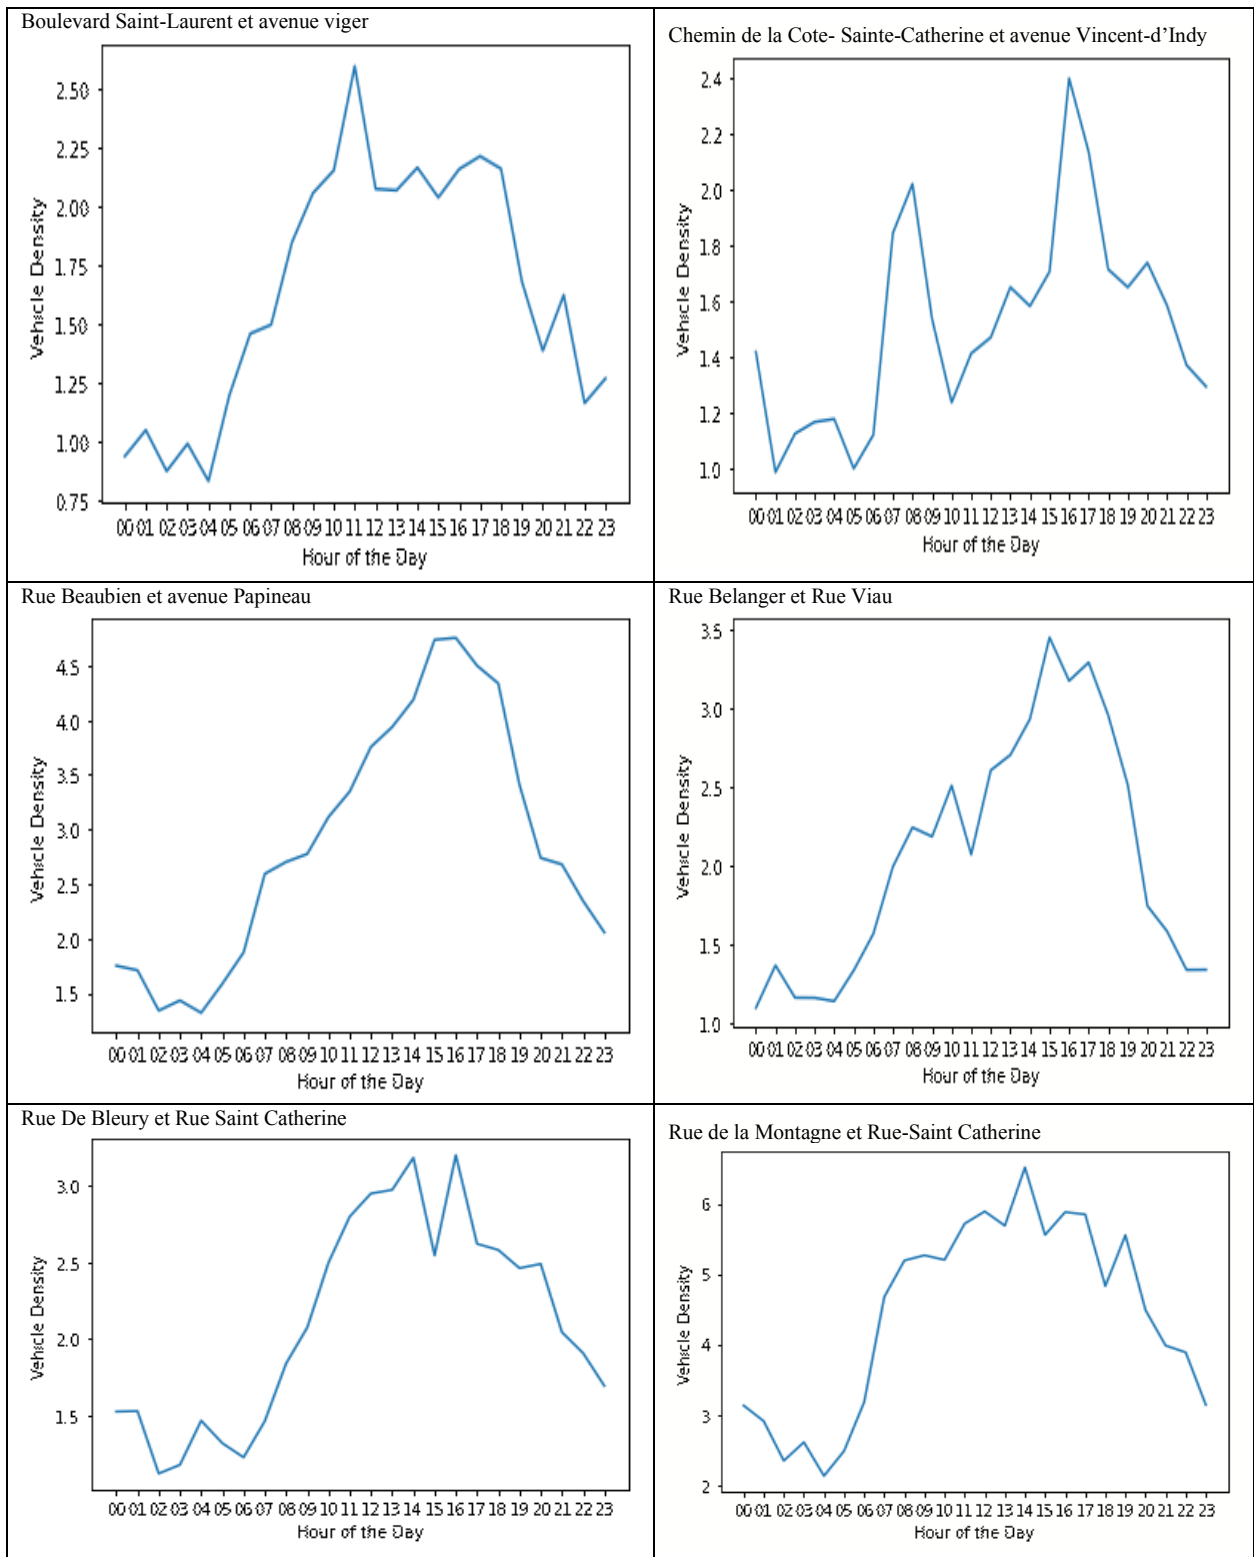 Boulevard Saint-Laurent et avenue viger
2.50
2.25
2.00
1.75
1.50
1.25
1.00
0.75
Vehicle Density
00 01 02 03 04 05 06 07 08 09 10 11 12 13 14 15 16 17 18 19 20 21 22 23
Hour of the Day
Chemin de la Cote- Sainte-Catherine et avenue Vincent-d’Indy
2.4
2.2
2.0
1.8
1.6
1.4
1.2
1.0
Vehicle Density
00 01 02 03 04 05 06 07 08 09 10 11 12 13 14 15 16 17 18 19 20 21 22 23
Hour of the Day
Rue Beaubien et avenue Papineau
4.5
4.0
3.5
3.0
2.5
2.0
1.5
Vehicle Density
00 01 02 03 04 05 06 07 08 09 10 11 12 13 14 15 16 17 18 19 20 21 22 23
Hour of the Day
Rue Belanger et Rue Viau
3.5
3.0
2.5
2.0
1.5
1.0
Vehicle Density
00 01 02 03 04 05 06 07 08 09 10 11 12 13 14 15 16 17 18 19 20 21 22 23
Hour of the Day
Rue De Bleury et Rue Saint Catherine
3.0
2.5
2.0
1.5
Vehicle Density
00 01 02 03 04 05 06 07 08 09 10 11 12 13 14 15 16 17 18 19 20 21 22 23
Hour of the Day
Rue de la Montagne et Rue-Saint Catherine
6
5
4
3
2
Vehicle Density
00 01 02 03 04 05 06 07 08 09 10 11 12 13 14 15 16 17 18 19 20 21 22 23
Hour of the Day